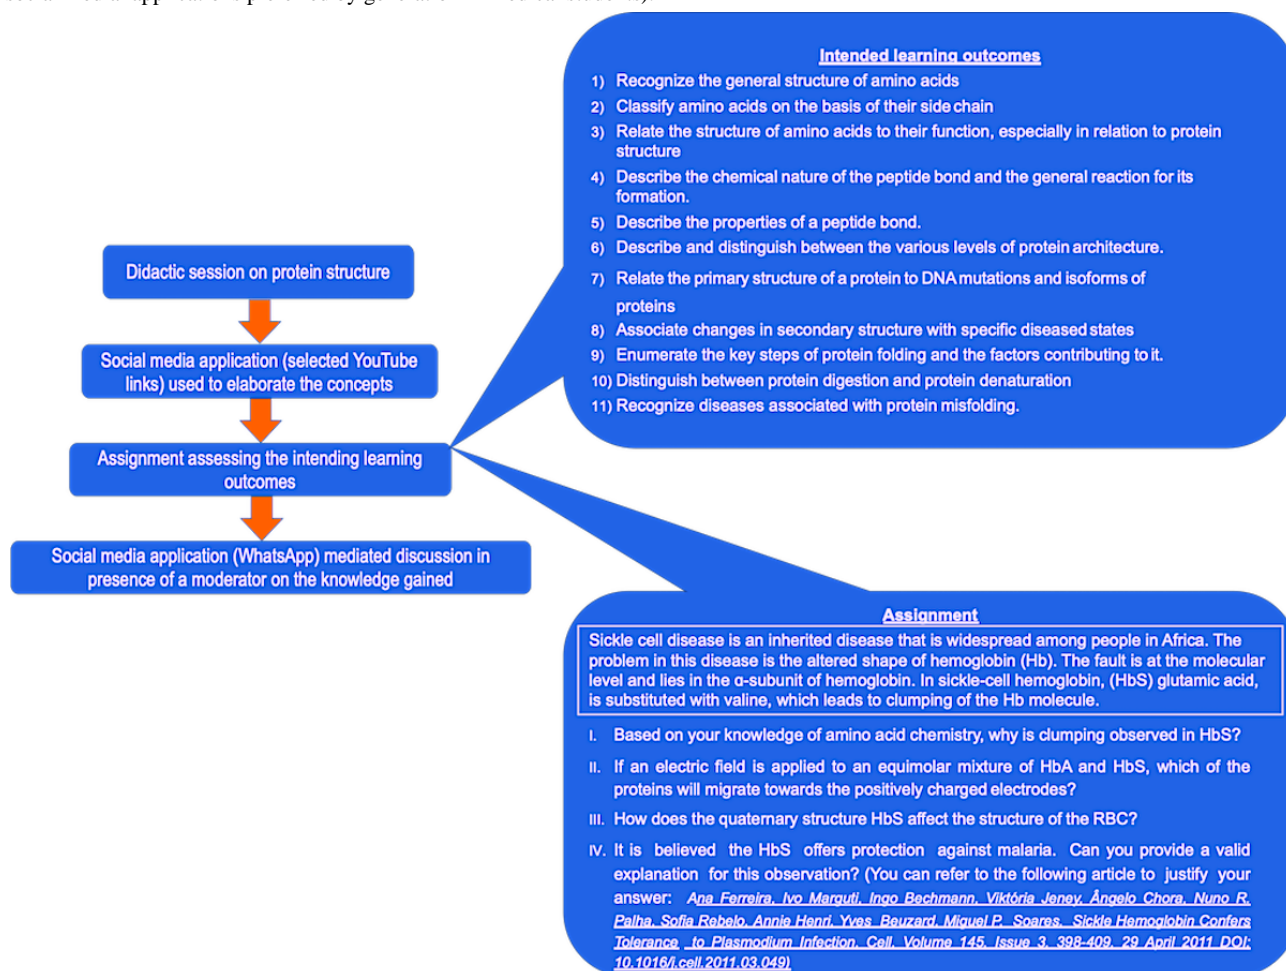 Didactic session on protein structure
Social media application (selected YouTube
links) used to elaborate the concepts
Assignment assessing the intending learning
outcomes
Social media application (WhatsApp) mediated discussion in
presence of a moderator on the knowledge gained
Intended learning outcomes
1) Recognize the general structure of amino acids
2) Classify amino acids on the basis of their side chain
3) Relate the structure of amino acids to their function, especially in relation to protein
structure
4) Describe the chemical nature of the peptide bond and the general reaction for its
formation.
5) Describe the properties of a peptide bond.
6) Describe and distinguish between the various levels of protein architecture.
7) Relate the primary structure of a protein to DNA mutations and isoforms of
proteins
8) Associate changes in secondary structure with specific diseased states
9) Enumerate the key steps of protein folding and the factors contributing to it.
10) Distinguish between protein digestion and protein denaturation
11) Recognize diseases associated with protein misfolding.
Assignment
Sickle cell disease is an inherited disease that is widespread among people in Africa. The
problem in this disease is the altered shape of hemoglobin (Hb). The fault is at the molecular
level and lies in the α-subunit of hemoglobin. In sickle-cell hemoglobin, (HbS) glutamic acid,
is substituted with valine, which leads to clumping of the Hb molecule.
I. Based on your knowledge of amino acid chemistry, why is clumping observed in HbS?
II. If an electric field is applied to an equimolar mixture of HbA and HbS, which of the
proteins will migrate towards the positively charged electrodes?
III. How does the quaternary structure HbS affect the structure of the RBC?
IV. It is believed the HbS offers protection against malaria. Can you provide a valid
explanation for this observation? (You can refer to the following article to justify your
answer: Ana Ferreira, Ivo Marguti, Ingo Bechmann, Viktória Jeney, Ângelo Chora, Nuno R.
Palha, Sofia Rebelo, Annie Henri, Yves Beuzard, Miguel P. Soares, Sickle Hemoglobin Confers
Tolerance to Plasmodium Infection, Cell, Volume 145, Issue 3, 398-409, 29 April 2011 DOI:
10.1016/j.cell.2011.03.049)